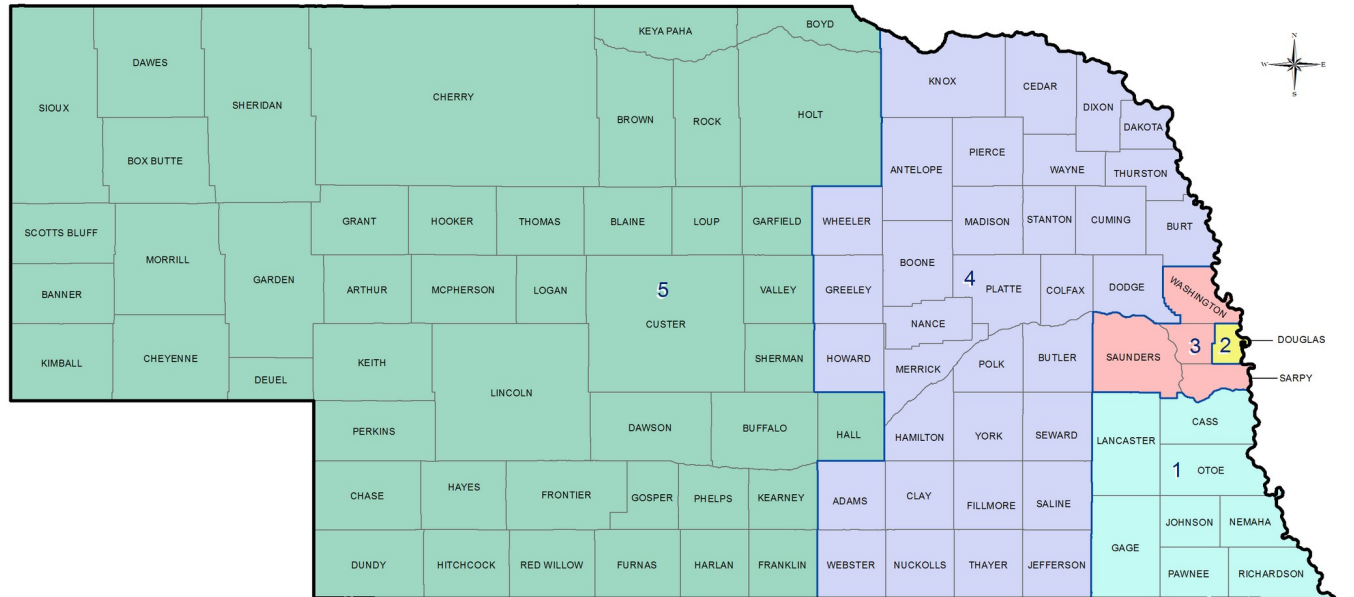 KEYA PAHA
BOYD
N
W E
S
DAWES
SIOUX
SHERIDAN
CHERRY
BROWN
ROCK
HOLT
KNOX
CEDAR
DIXON
DAKOTA
BOX BUTTE
ANTELOPE
PIERCE
WAYNE
THURSTON
SCOTTS BLUFF
GRANT
HOOKER
THOMAS
BLAINE
LOUP
GARFIELD
WHEELER
MADISON
STANTON
CUMING
BURT
MORRILL
GARDEN
BOONE
BANNER
ARTHUR
MCPHERSON
LOGAN
5
CUSTER
VALLEY
GREELEY
4
PLATTE
COLFAX
DODGE
WASHINGTON
NANCE
KIMBALL
CHEYENNE
DEUEL
KEITH
LINCOLN
SHERMAN
HOWARD
MERRICK
POLK
BUTLER
SAUNDERS
3
2
DOUGLAS
SARPY
PERKINS
DAWSON
BUFFALO
HALL
HAMILTON
YORK
SEWARD
LANCASTER
CASS
1
OTOE
CHASE
HAYES
FRONTIER
GOSPER
PHELPS
KEARNEY
ADAMS
CLAY
FILLMORE
SALINE
GAGE
JOHNSON
NEMAHA
DUNDY
HITCHCOCK
RED WILLOW
FURNAS
HARLAN
FRANKLIN
WEBSTER
NUCKOLLS
THAYER
JEFFERSON
PAWNEE
RICHARDSON